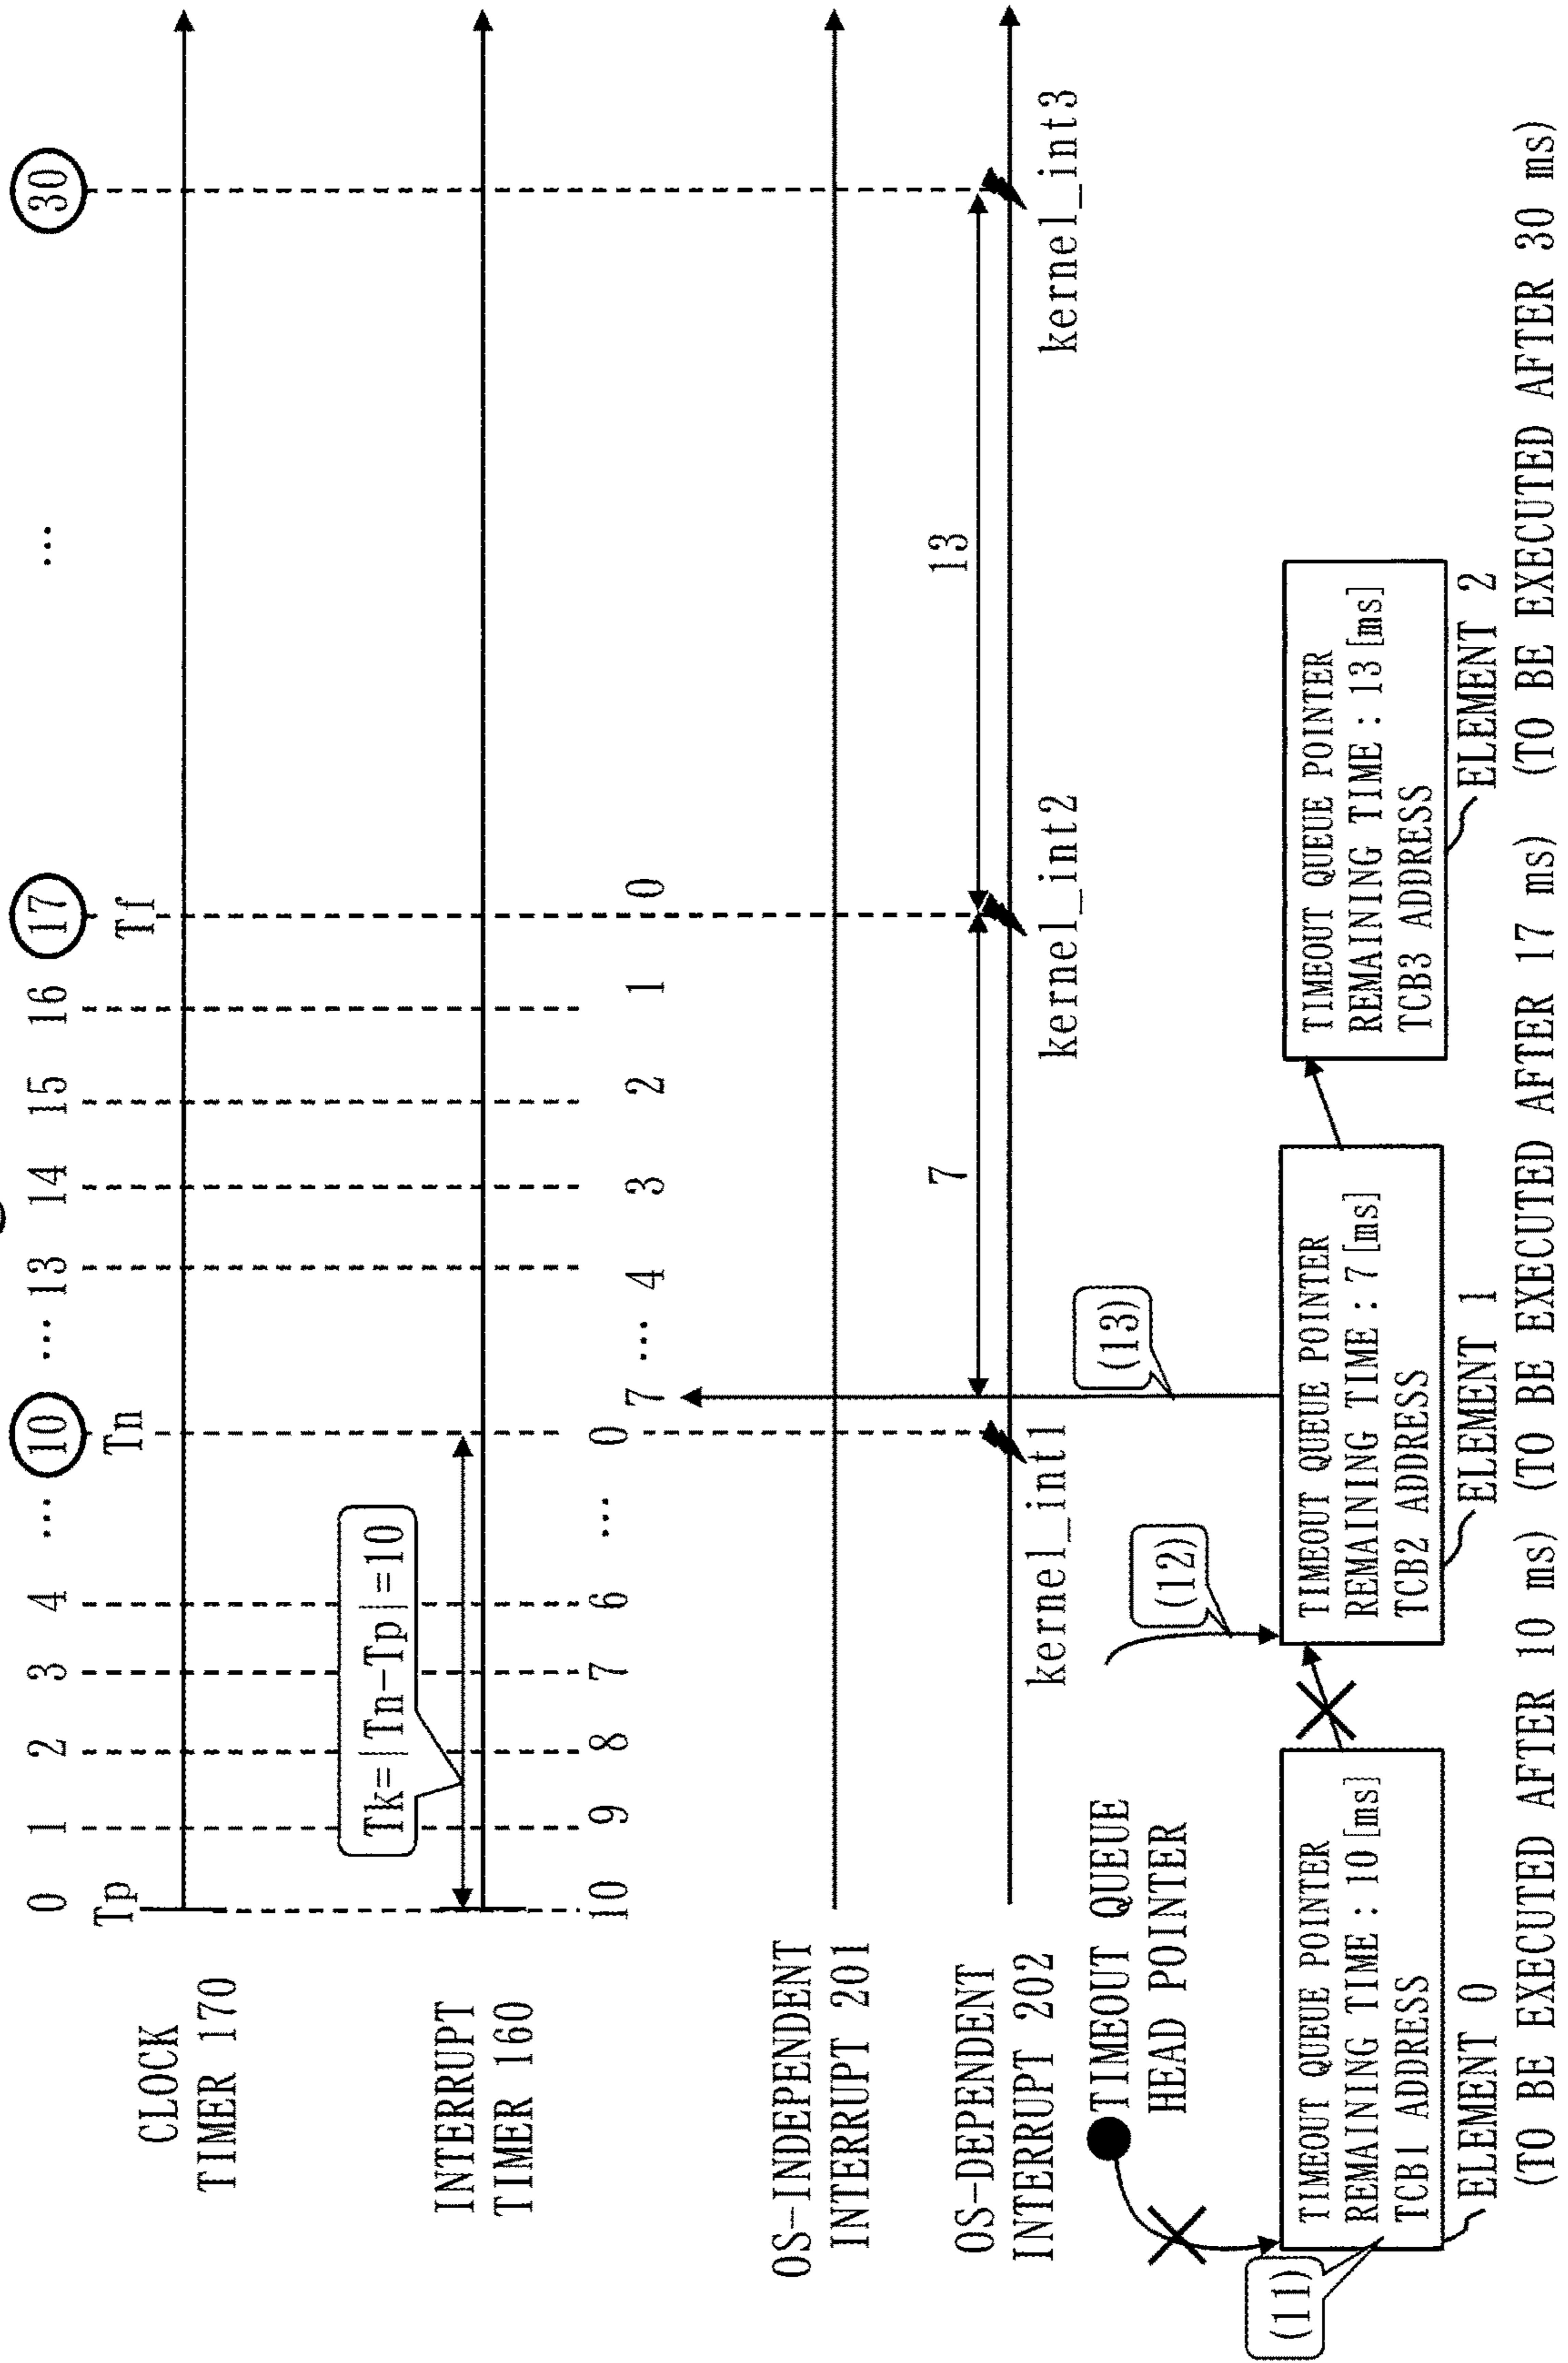 0 1 2 3 4 ... 10 ... 13 14 15 16 17 ... 30
Tp Tn Tf
CLOCK
TIMER 170
Tk=|Tn-Tp|=10
INTERRUPT
TIMER 160
10 9 8 7 6 ... 0 7 ... 4 3 2 1 0
OS-INDEPENDENT
INTERRUPT 201
7 13
OS-DEPENDENT
INTERRUPT 202
kernel_int1 kernel_int2 kernel_int3
TIMEOUT QUEUE
HEAD POINTER
(12) (13)
(11)
TIMEOUT QUEUE POINTER
REMAINING TIME : 10 [ms]
TCB1 ADDRESS
ELEMENT 0
(TO BE EXECUTED AFTER 10 ms)
TIMEOUT QUEUE POINTER
REMAINING TIME : 7 [ms]
TCB2 ADDRESS
ELEMENT 1
(TO BE EXECUTED AFTER 17 ms)
TIMEOUT QUEUE POINTER
REMAINING TIME : 13 [ms]
TCB3 ADDRESS
ELEMENT 2
(TO BE EXECUTED AFTER 30 ms)